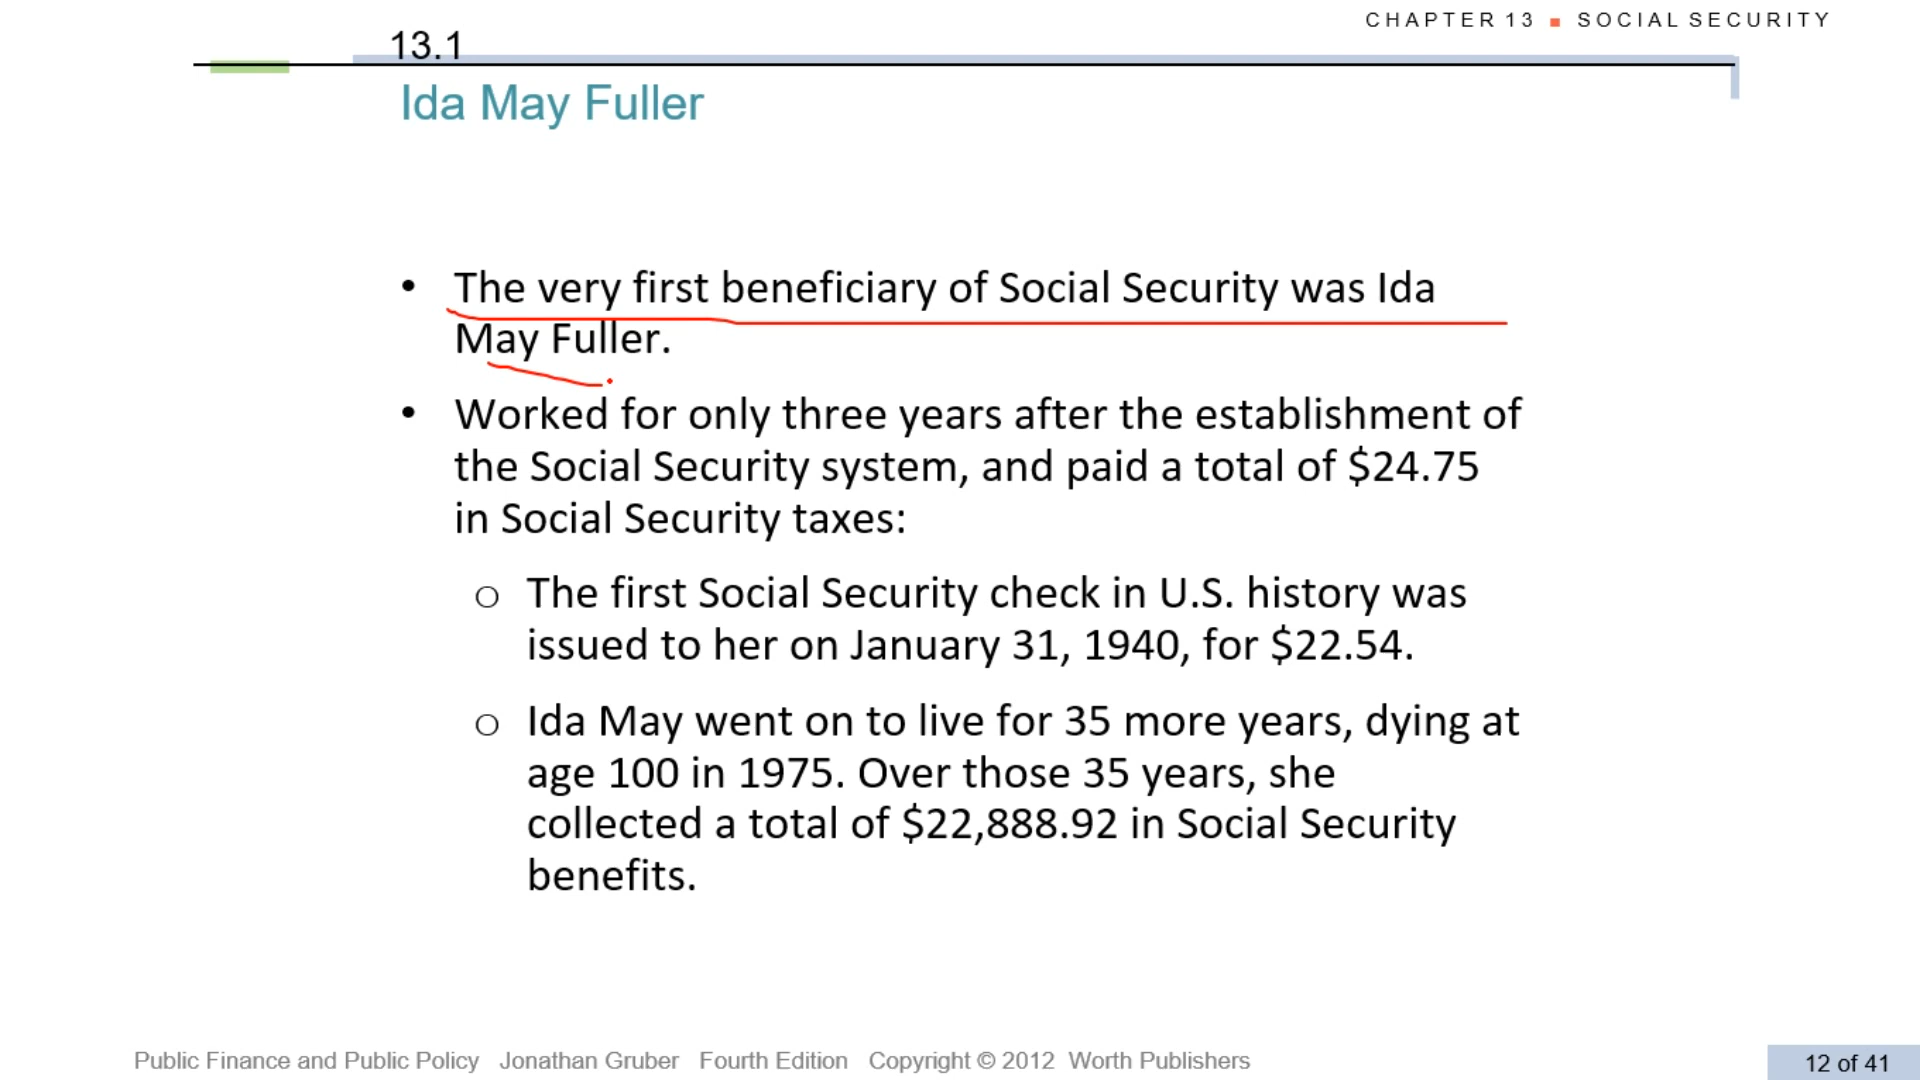 CHAPTER 13 ■ SOCIAL SECURITY
13.1
Ida May Fuller
• The very first beneficiary of Social Security was Ida
May Fuller.
• Worked for only three years after the establishment of
the Social Security system, and paid a total of $24.75
in Social Security taxes:
o The first Social Security check in U.S. history was
issued to her on January 31, 1940, for $22.54.
o Ida May went on to live for 35 more years, dying at
age 100 in 1975. Over those 35 years, she
collected a total of $22,888.92 in Social Security
benefits.
Public Finance and Public Policy Jonathan Gruber Fourth Edition Copyright © 2012 Worth Publishers
12 of 41